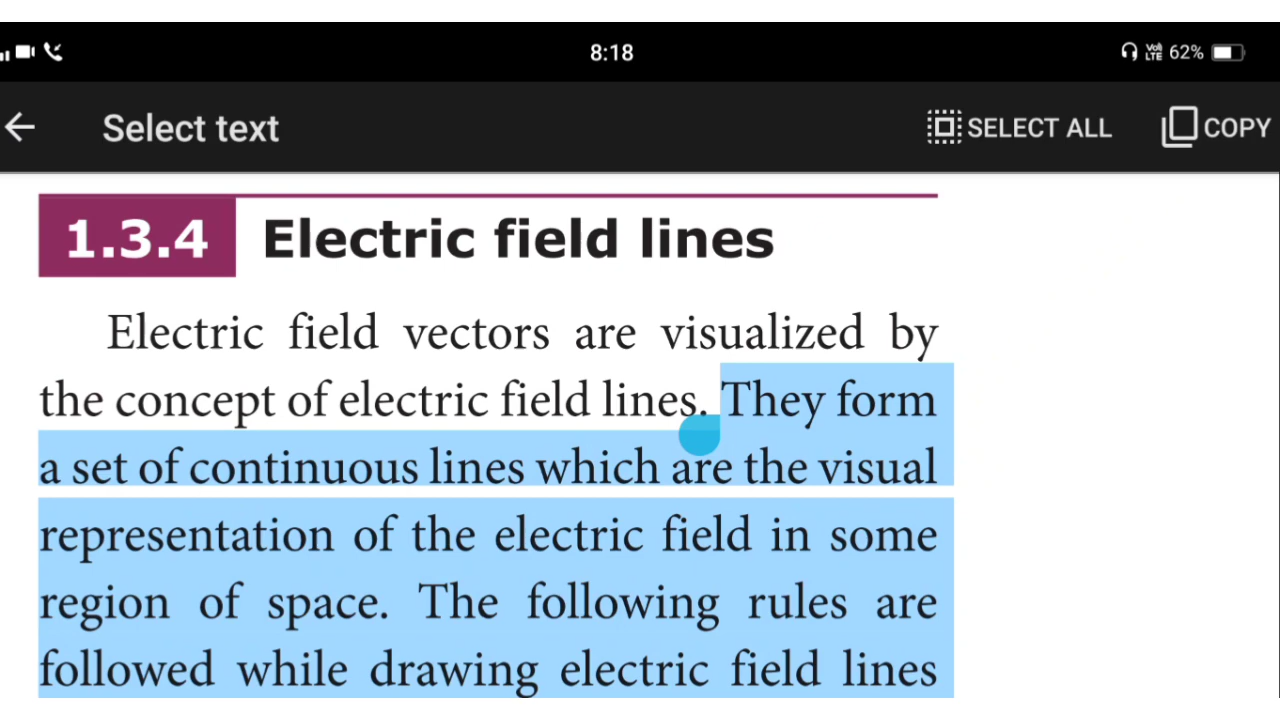 8:18
VoD LTE 62%
Select text
SELECT ALL
COPY
1.3.4 Electric field lines
Electric field vectors are visualized by
the concept of electric field lines. They form
a set of continuous lines which are the visual
representation of the electric field in some
region of space. The following rules are
followed while drawing electric field lines